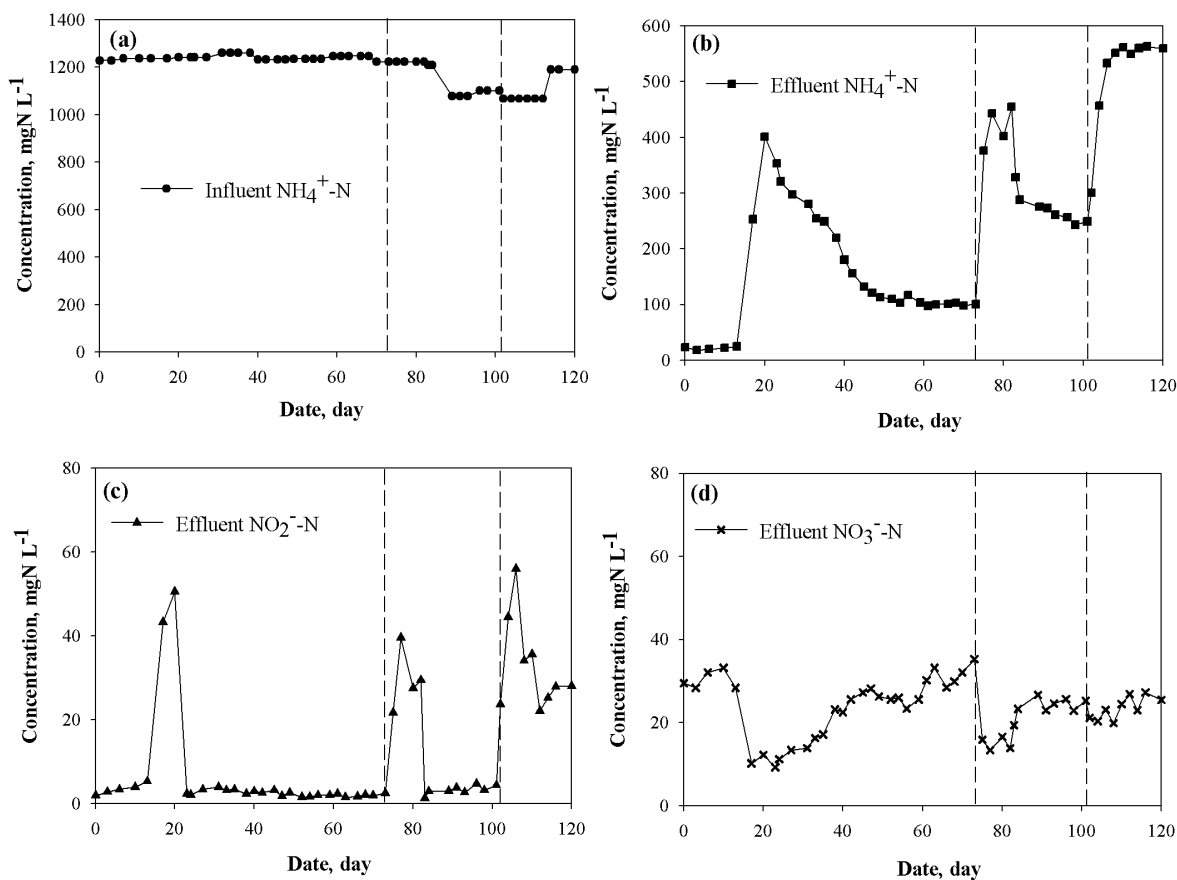 1400
1200
1000
1200
600
400
200
0
(a)
Influent NH4+-N
Concentration, mgN L-1
0 20 40 60 80 100 120
Date, day
600
500
400
300
200
100
0
(b)
Effluent NH4+-N
Concentration, mgN L-1
0 20 40 60 80 100 120
Date, day
80
60
40
20
0
(c)
Effluent NO2--N
Concentration, mgN L-1
0 20 40 60 80 100 120
Date, day
80
60
40
20
0
(d)
Effluent NO3--N
Concentration, mgN L-1
0 20 40 60 80 100 120
Date, day